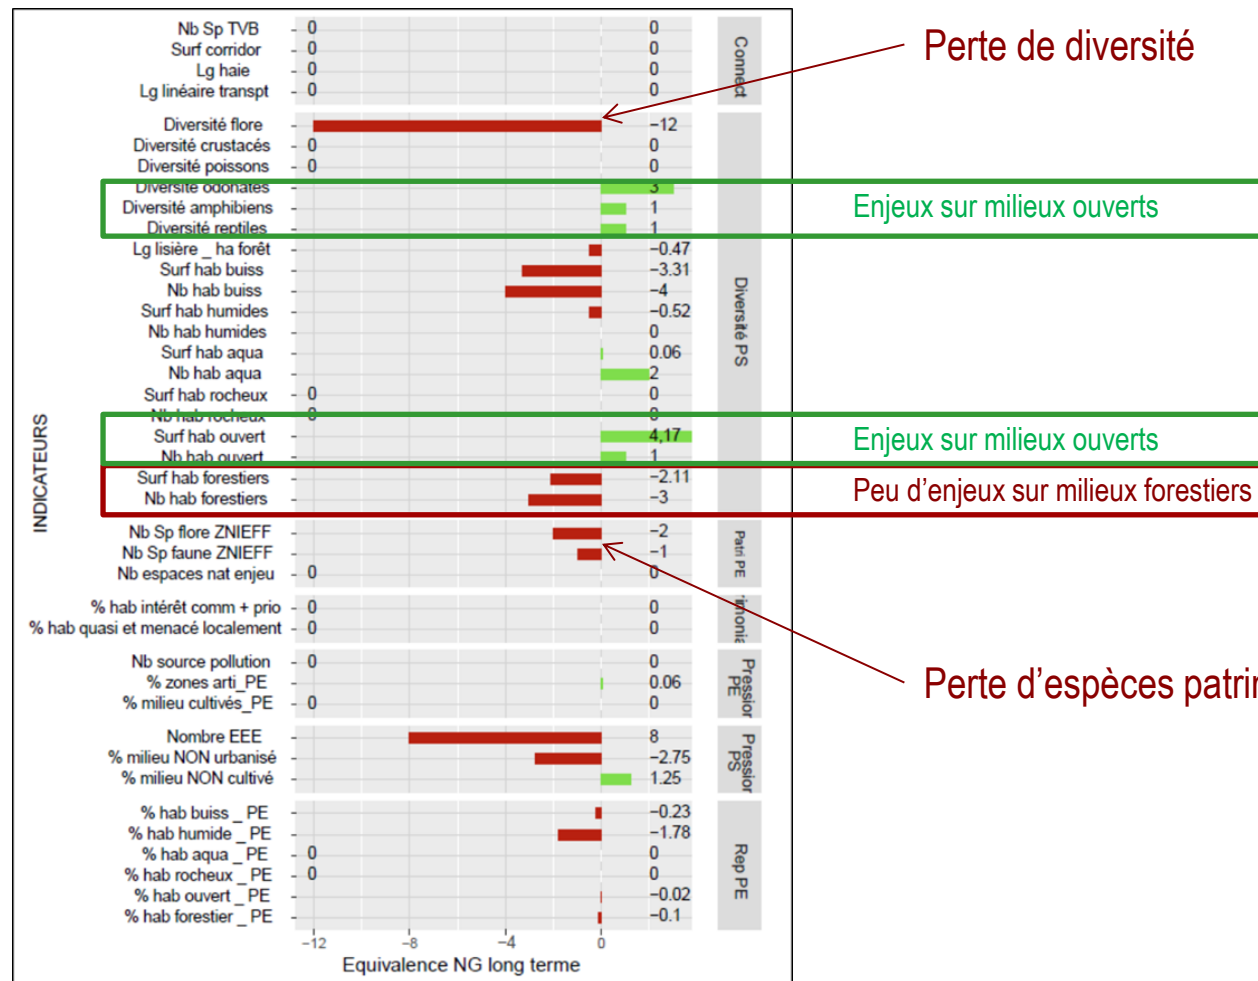 Nb Sp TVB 0 0
Surf corridor 0 0
Lg haie 0 0
Lg linéaire transpt 0 0
Connect
Perte de diversité
Diversité flore −12
Diversité crustacés 0 0
Diversité poissons 0 0
Diversité odonates 3
Diversité amphibiens 1
Diversité reptiles 1
Enjeux sur milieux ouverts
Lg lisière _ ha forêt −0.47
Surf hab buiss −3.31
Nb hab buiss −4
Surf hab humides −0.52
Nb hab humides 0
Surf hab aqua 0.06
Nb hab aqua 2
Surf hab rocheux 0 0
Nb hab rocheux 0 0
Surf hab ouvert 4,17
Nb hab ouvert 1
Enjeux sur milieux ouverts
Surf hab forestiers −2.11
Nb hab forestiers −3
Peu d'enjeux sur milieux forestiers
Diversité PS
Nb Sp flore ZNIEFF −2
Nb Sp faune ZNIEFF −1
Nb espaces nat enjeu 0 0
Patri PE
% hab intérêt comm + prio 0 0
% hab quasi et menacé localement 0 0
rimonia
Nb source pollution 0 0
% zones arti_PE 0.06
% milieu cultivés_PE 0 0
Pression
PE
Perte d'espèces patrim
Nombre EEE 8
% milieu NON urbanisé −2.75
% milieu NON cultivé 1.25
Pression
PS
% hab buiss _ PE −0.23
% hab humide _ PE −1.78
% hab aqua _ PE 0 0
% hab rocheux _ PE 0 0
% hab ouvert _ PE −0.02
% hab forestier _ PE −0.1
Rep PE
INDICATEURS
−12 −8 −4 0
Equivalence NG long terme